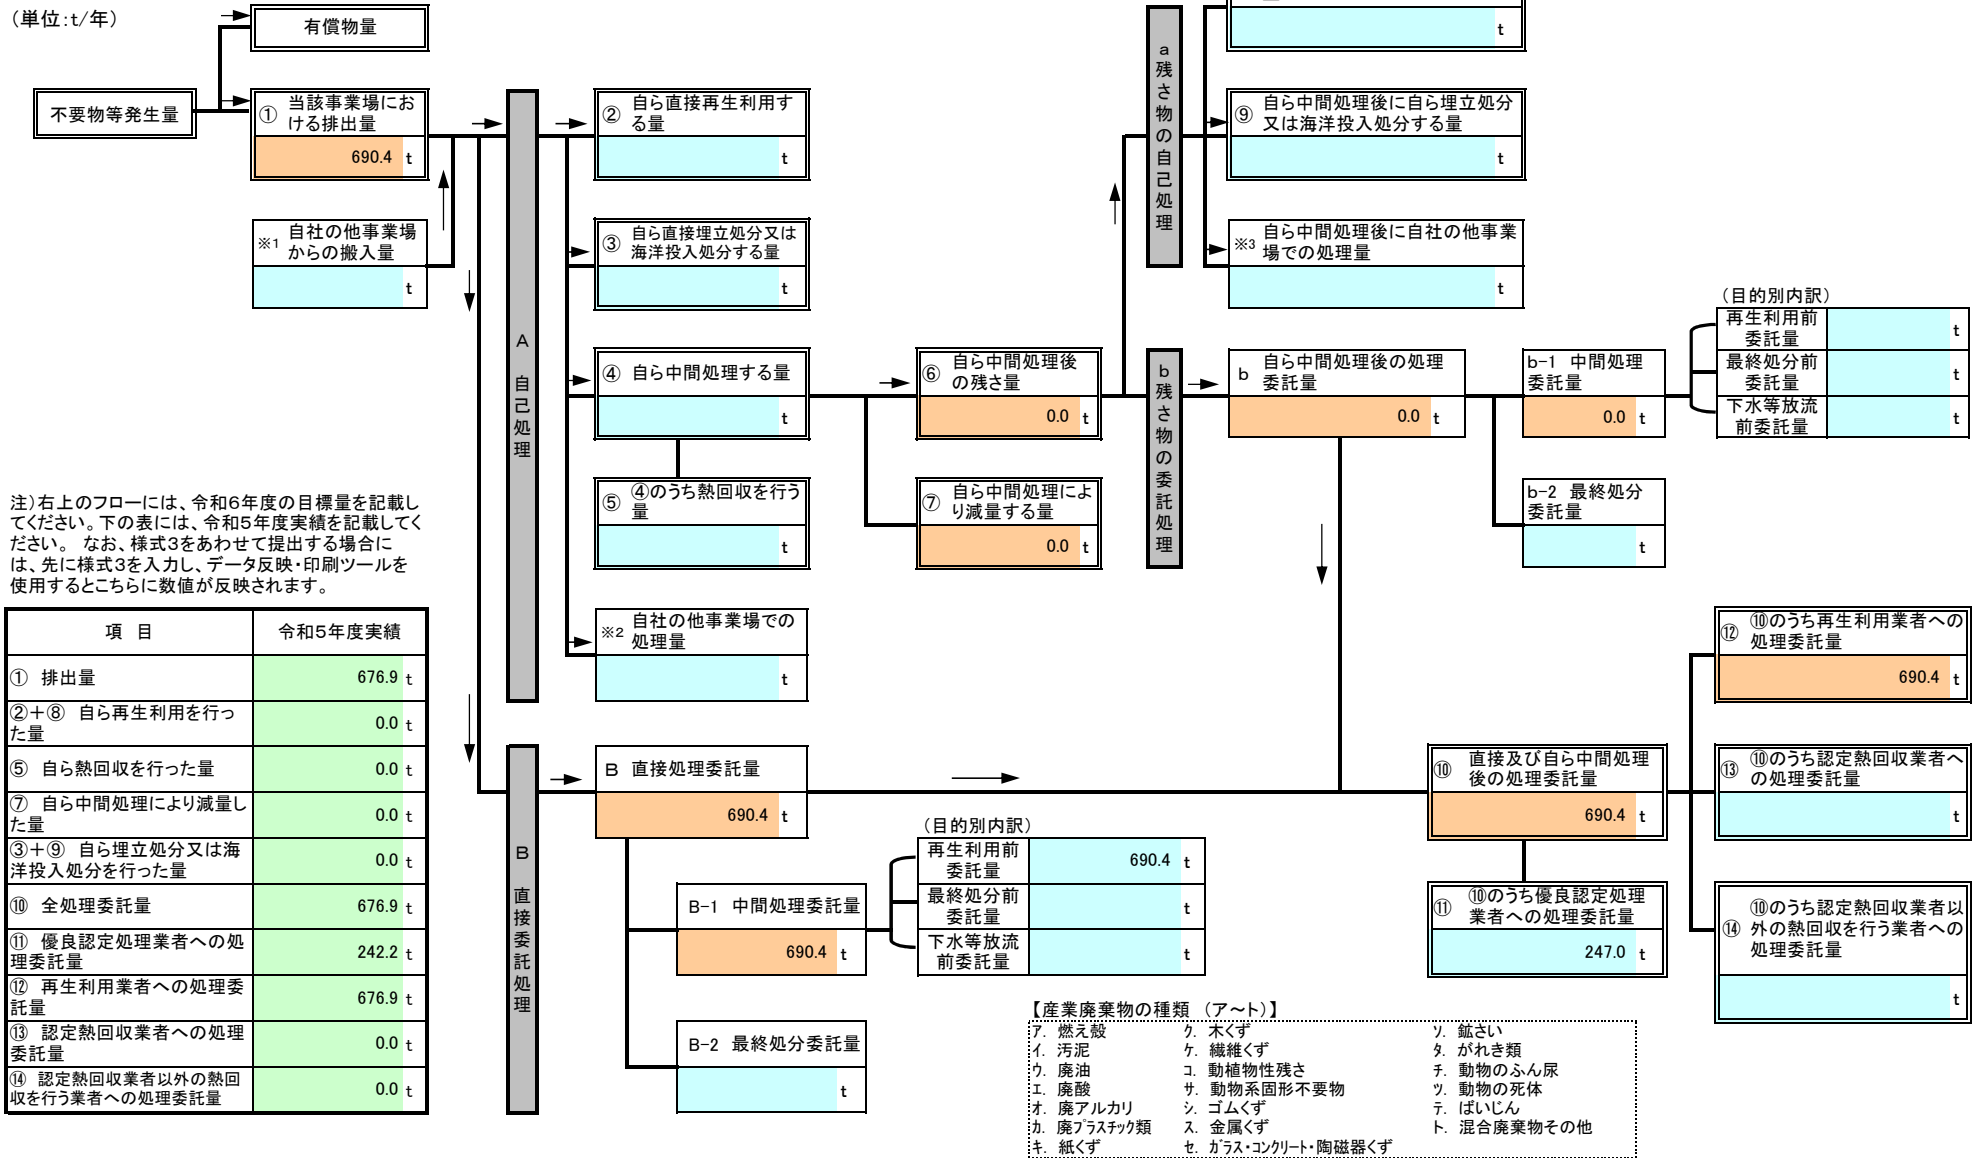 (単位:t/年)
有償物量
不要物等発生量
① 当該事業場にお
ける排出量
690.4 t
※1 自社の他事業場
からの搬入量
t
A 自己処理
② 自ら直接再生利用す
る量
t
③ 自ら直接埋立処分又は
海洋投入処分する量
t
④ 自ら中間処理する量
t
⑤ ④のうち熱回収を行う
量
t
※2 自社の他事業場での
処理量
t
⑥ 自ら中間処理後
の残さ量
0.0 t
⑦ 自ら中間処理によ
り減量する量
0.0 t
a 残さ物の自己処理
t
⑨ 自ら中間処理後に自ら埋立処分
又は海洋投入処分する量
t
※3 自ら中間処理後に自社の他事業
場での処理量
t
b 残さ物の委託処理
b 自ら中間処理後の処理
委託量
0.0 t
b-1 中間処理
委託量
0.0 t
(目的別内訳)
再生利用前
委託量
t
最終処分前
委託量
t
下水等放流
前委託量
t
b-2 最終処分
委託量
t
注)右上のフローには、令和6年度の目標量を記載し
てください。下の表には、令和5年度実績を記載してく
ださい。 なお、様式3をあわせて提出する場合に
は、先に様式3を入力し、データ反映・印刷ツールを
使用するとこちらに数値が反映されます。
項 目 令和5年度実績
① 排出量 676.9 t
②+⑧ 自ら再生利用を行っ
た量 0.0 t
⑤ 自ら熱回収を行った量 0.0 t
⑦ 自ら中間処理により減量し
た量 0.0 t
③+⑨ 自ら埋立処分又は海
洋投入処分を行った量 0.0 t
⑩ 全処理委託量 676.9 t
⑪ 優良認定処理業者への処
理委託量 242.2 t
⑫ 再生利用業者への処理委
託量 676.9 t
⑬ 認定熱回収業者への処理
委託量 0.0 t
⑭ 認定熱回収業者以外の熱回
収を行う業者への処理委託量 0.0 t
B 直接委託処理
B 直接処理委託量
690.4 t
B-1 中間処理委託量
690.4 t
(目的別内訳)
再生利用前
委託量
690.4 t
最終処分前
委託量
t
下水等放流
前委託量
t
B-2 最終処分委託量
t
⑩ 直接及び自ら中間処理
後の処理委託量
690.4 t
⑪ ⑩のうち優良認定処理
業者への処理委託量
247.0 t
⑫ ⑩のうち再生利用業者への
処理委託量
690.4 t
⑬ ⑩のうち認定熱回収業者へ
の処理委託量
t
⑭ ⑩のうち認定熱回収業者以
外の熱回収を行う業者への
処理委託量
t
【産業廃棄物の種類 (ア～ト)】
ア. 燃え殻 ク. 木くず ソ. 鉱さい
イ. 汚泥 ケ. 繊維くず タ. がれき類
ウ. 廃油 コ. 動植物性残さ チ. 動物のふん尿
エ. 廃酸 サ. 動物系固形不要物 ツ. 動物の死体
オ. 廃アルカリ シ. ゴムくず テ. ばいじん
カ. 廃プラスチック類 ス. 金属くず ト. 混合廃棄物その他
キ. 紙くず セ. ガラス・コンクリート・陶磁器くず